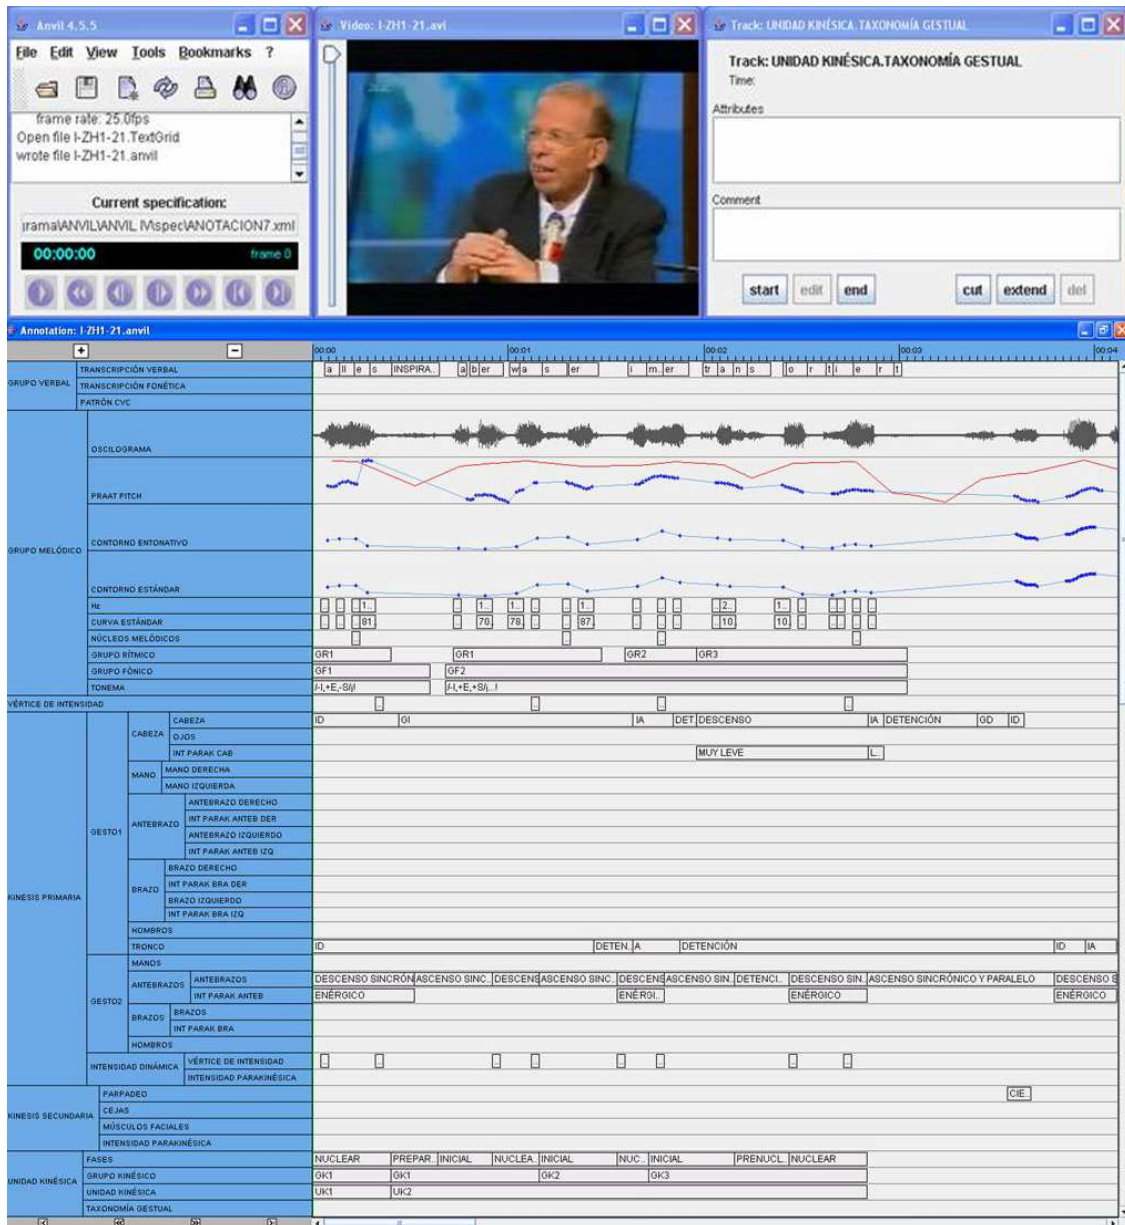 Anvil 4.5.5
File Edit View Tools Bookmarks ?
frame rate: 25.0fps
Open file I-ZH1-21.TextGrid
wrote file I-ZH1-21.anvil
Current specification:
ıramaVANVIL\ANVIL IV\spec\ANOTACION7.xml
00:00:00 frame 0
Video: I-ZH1-21.avi
Track: UNIDAD KINÉSICA.TAXONOMÍA GESTUAL
Track: UNIDAD KINÉSICA.TAXONOMÍA GESTUAL
Time:
Attributes
Comment
start edit end cut extend del
Annotation: I-ZH1-21.anvil
+ - 00:00 00:01 00:02 00:03 00:04
GRUPO VERBAL
TRANSCRIPCIÓN VERBAL a ll e s INSPIRA.. a b er wa s er i m..er tr a n s o r ti e r t
TRANSCRIPCIÓN FONÉTICA
PATRÓN CVC
GRUPO MELÓDICO
OSCILOGRAMA
PRAAT PITCH
CONTORNO ENTONATIVO
CONTORNO ESTÁNDAR
Hz .. .. .. 1.. .. 1.. 1.. .. .. 1.. .. .. .. .. 2.. 1.. .. .. .. .. ..
CURVA ESTÁNDAR .. .. .. 81. .. 70. 78. .. .. 87. .. .. .. .. 10. 10. .. .. .. .. ..
NÚCLEOS MELÓDICOS .. .. .. ..
GRUPO RÍTMICO GR1 GR1 GR2 GR3
GRUPO FÓNICO GF1 GF2
TONEMA /-I,+E,-S/¡! /-I,+E,+S/¡...!
VÉRTICE DE INTENSIDAD .. .. .. ..
KINESIS PRIMARIA
GESTO1
CABEZA
CABEZA ID GI IA DET. DESCENSO IA DETENCIÓN GD ID
OJOS
INT PARAK CAB MUY LEVE L..
MANO
MANO DERECHA
MANO IZQUIERDA
ANTEBRAZO
ANTEBRAZO DERECHO
INT PARAK ANTEB DER
ANTEBRAZO IZQUIERDO
INT PARAK ANTEB IZQ
BRAZO
BRAZO DERECHO
INT PARAK BRA DER
BRAZO IZQUIERDO
INT PARAK BRA IZQ
HOMBROS
TRONCO ID DETEN.. A DETENCIÓN ID IA
GESTO2
MANOS
ANTEBRAZOS
ANTEBRAZOS DESCENSO SINCRÓN ASCENSO SINC.. DESCENS ASCENSO SINC.. DESCENS ASCENSO SIN.. DETENCI.. DESCENSO SIN.. ASCENSO SINCRÓNICO Y PARALELO DESCENSO S
INT PARAK ANTEB ENÉRGICO ENÉRGI.. ENÉRGICO ENÉRGICO
BRAZOS
BRAZOS
INT PARAK BRA
HOMBROS
INTENSIDAD DINÁMICA
VÉRTICE DE INTENSIDAD .. .. .. .. .. .. .. ..
INTENSIDAD PARAKINÉSICA
KINESIS SECUNDARIA
PARPADEO CIE..
CEJAS
MÚSCULOS FACIALES
INTENSIDAD PARAKINÉSICA
UNIDAD KINÉSICA
FASES NUCLEAR PREPAR.. INICIAL NUCLEA.. INICIAL NUC.. INICIAL PRENUCL.. NUCLEAR
GRUPO KINÉSICO GK1 GK1 GK2 GK3
UNIDAD KINÉSICA UK1 UK2
TAXONOMÍA GESTUAL